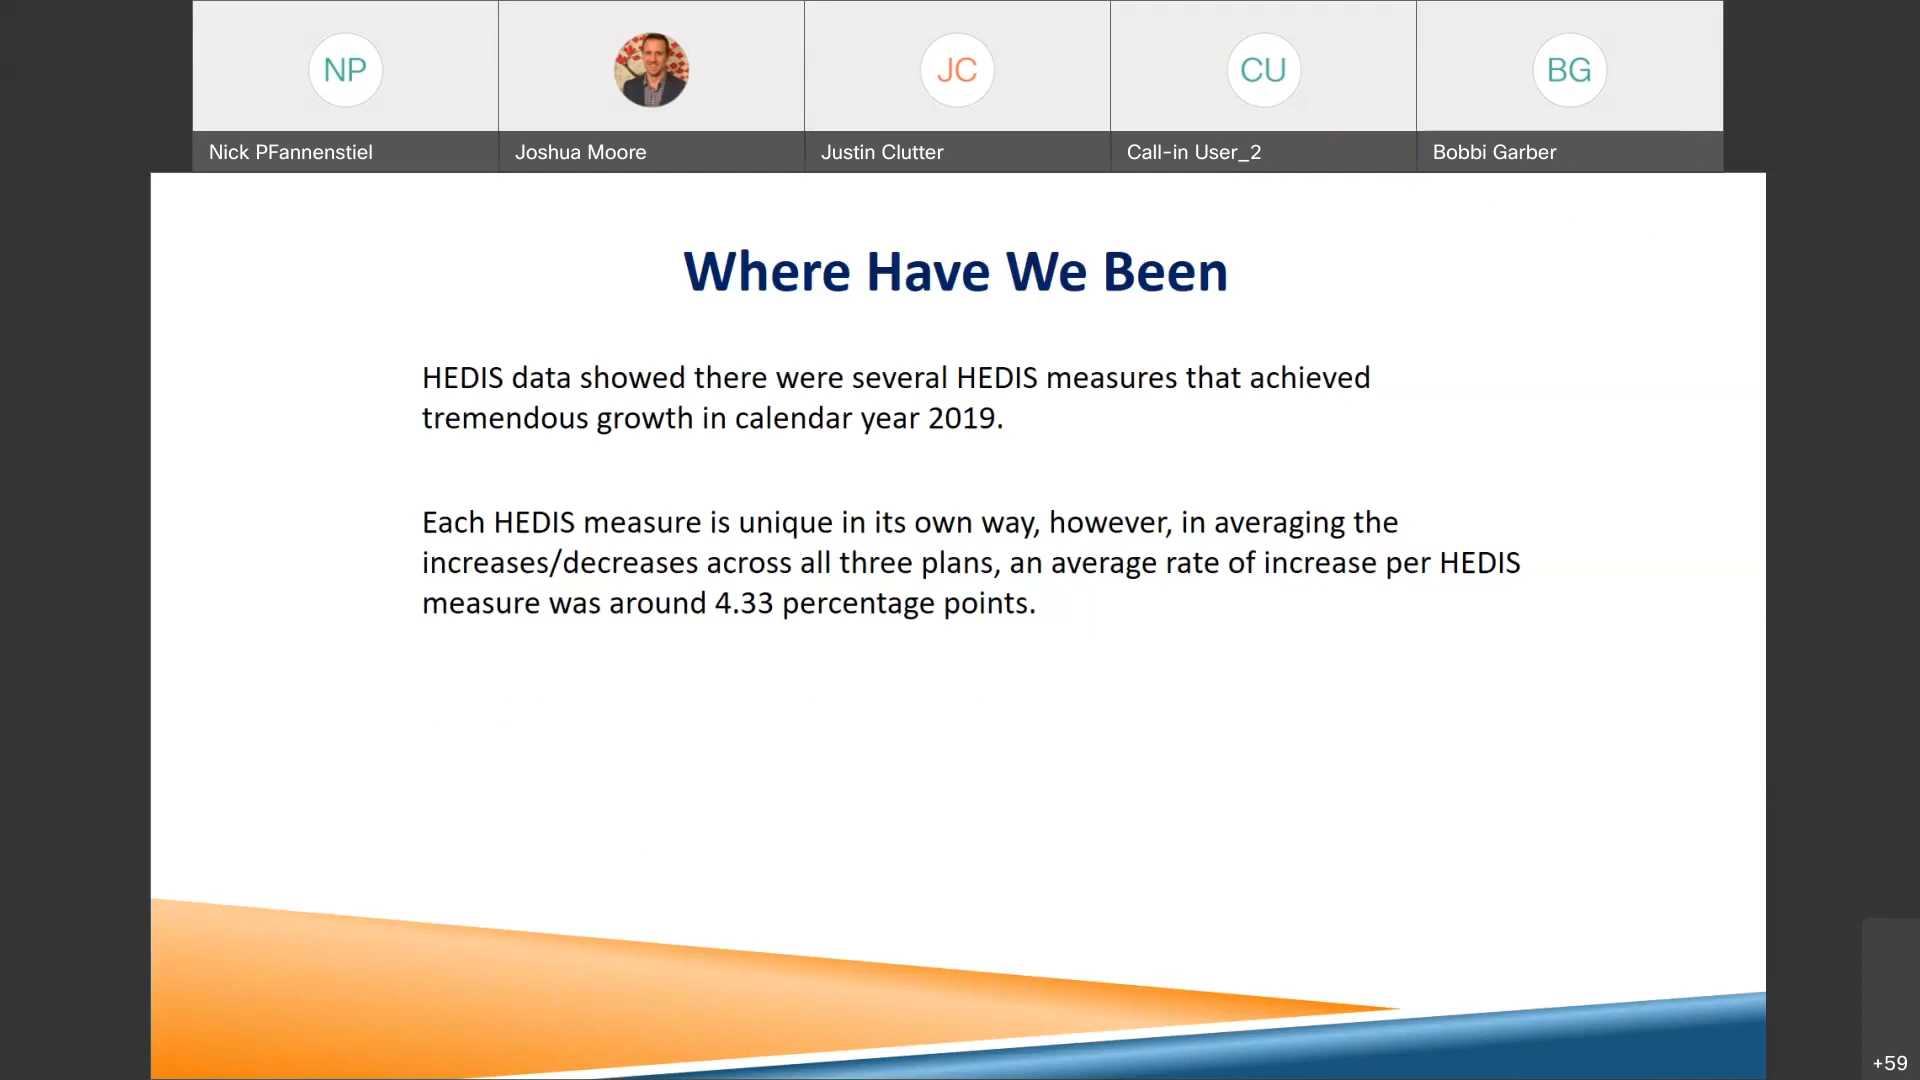 NP
JC
CU
BG
Nick PFannenstiel
Joshua Moore
Justin Clutter
Call-in User_2
Bobbi Garber
Where Have We Been
HEDIS data showed there were several HEDIS measures that achieved
tremendous growth in calendar year 2019.
Each HEDIS measure is unique in its own way, however, in averaging the
increases/decreases across all three plans, an average rate of increase per HEDIS
measure was around 4.33 percentage points.
+59